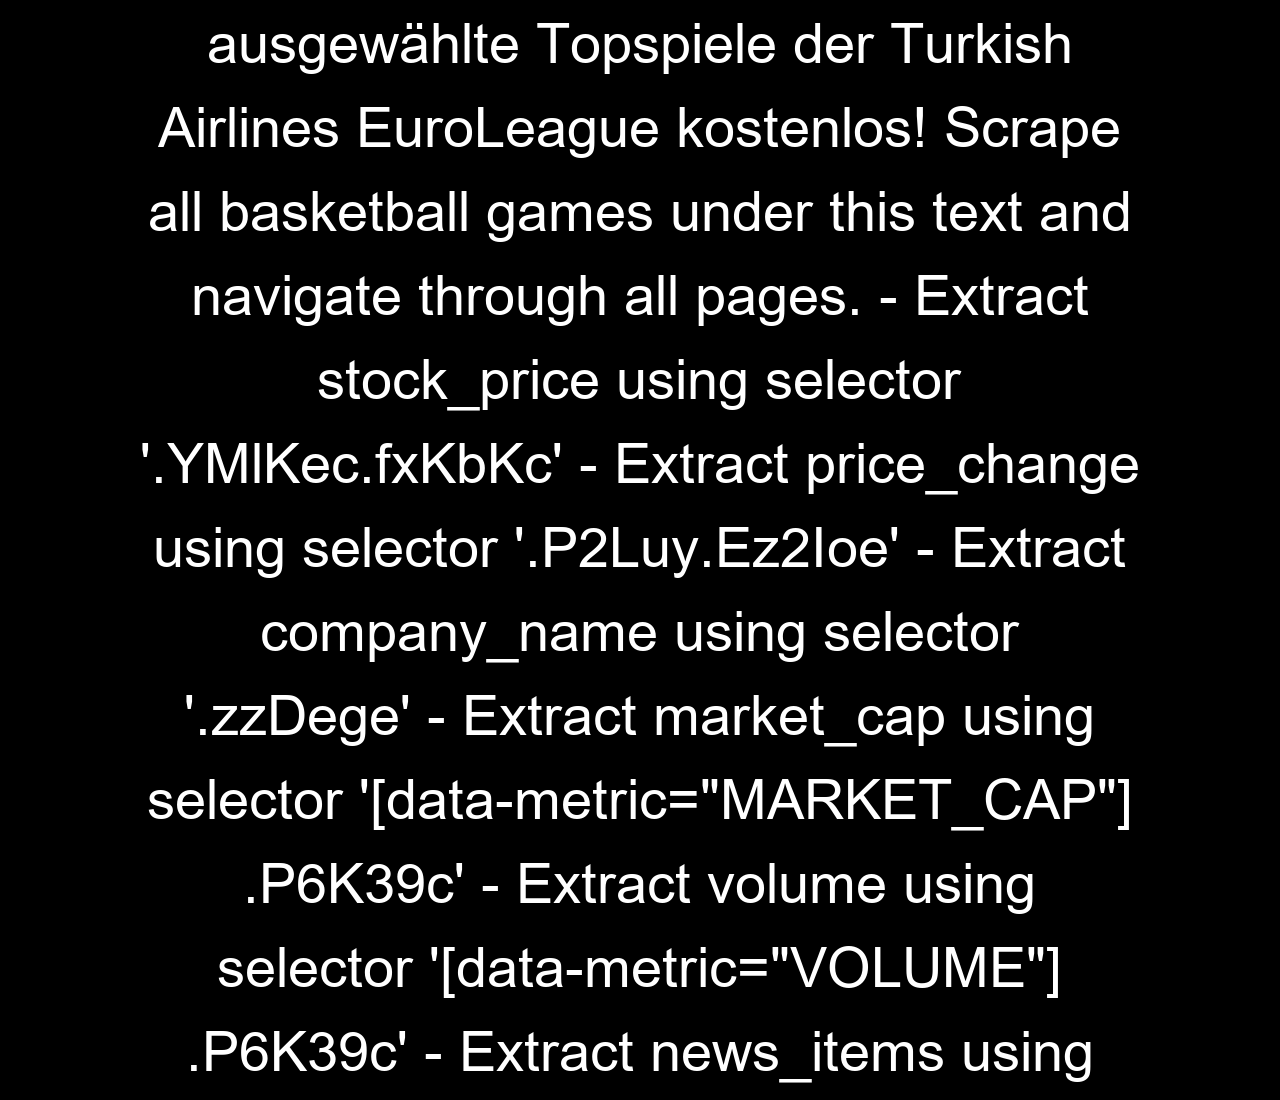 ausgewählte Topspiele der Turkish
Airlines EuroLeague kostenlos! Scrape
all basketball games under this text and
navigate through all pages. - Extract
stock_price using selector
'.YMlKec.fxKbKc' - Extract price_change
using selector '.P2Luy.Ez2Ioe' - Extract
company_name using selector
'.zzDege' - Extract market_cap using
selector '[data-metric="MARKET_CAP"]
.P6K39c' - Extract volume using
selector '[data-metric="VOLUME"]
.P6K39c' - Extract news_items using